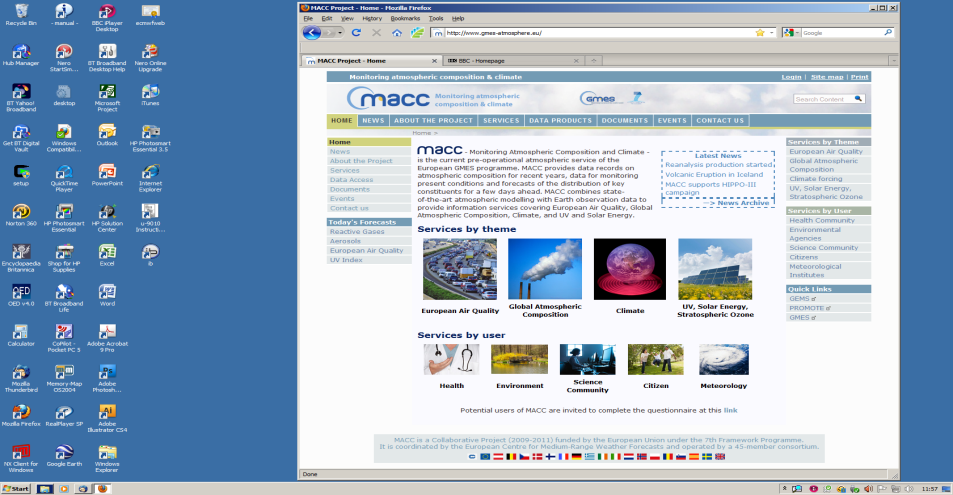 Recycle Bin
- manual -
BBC iPlayer
Desktop
ecmwfweb
Hub Manager
Nero
StartSm...
BT Broadband
Desktop Help
Nero Online
Upgrade
BT Yahoo!
Broadband
desktop
Microsoft
Project
iTunes
Get BT Digital
Vault
Windows
Compatibil...
Outlook
HP Photosmart
Essential 3.5
setup
QuickTime
Player
PowerPoint
Internet
Explorer
Norton 360
HP Photosmart
Essential
HP Solution
Center
Instructi...
Encyclopaedia
Britannica
Shop for HP
Supplies
Excel
ib
OED
OED v4.0
BT Broadband
Life
Word
Calculator
CoPilot -
Pocket PC 5
Adobe Acrobat
9 Pro
Mozilla
Thunderbird
Memory-Map
OS2004
Adobe
Photosh...
Mozilla Firefox
RealPlayer SP
Adobe
Illustrator CS4
NX Client for
Windows
Google Earth
Windows
Explorer
MACC Project - Home - Mozilla Firefox
File Edit View History Bookmarks Tools Help
http://www.gmes-atmosphere.eu/
Google
MACC Project - Home
BBC - Homepage
Monitoring atmospheric composition & climate
Login | Site map | Print
macc
Monitoring atmospheric
composition & climate
Gmes
Search Content
HOME NEWS ABOUT THE PROJECT SERVICES DATA PRODUCTS DOCUMENTS EVENTS CONTACT US
Home »
Home
News
About the Project
Services
Data Access
Documents
Events
Contact us
Today's Forecasts
Reactive Gases
Aerosols
European Air Quality
UV Index
macc - Monitoring Atmospheric Composition and Climate -
is the current pre-operational atmospheric service of the
European GMES programme. MACC provides data records on
atmospheric composition for recent years, data for monitoring
present conditions and forecasts of the distribution of key
constituents for a few days ahead. MACC combines state-
of-the-art atmospheric modelling with Earth observation data to
provide information services covering European Air Quality, Global
Atmospheric Composition, Climate, and UV and Solar Energy.
Latest News
Reanalysis production started
Volcanic Eruption in Iceland
MACC supports HIPPO-III
campaign
--> News Archive
Services by theme
European Air Quality
Global Atmospheric
Composition
Climate
UV, Solar Energy,
Stratospheric Ozone
Services by user
Health
Environment
Science
Community
Citizen
Meteorology
Potential users of MACC are invited to complete the questionnaire at this link
Services by Theme
European Air Quality
Global Atmospheric
Composition
Climate forcing
UV, Solar Energy,
Stratospheric Ozone
Services by User
Health Community
Environmental
Agencies
Science Community
Citizens
Meteorological
Institutes
Quick Links
GEMS
PROMOTE
GMES
MACC is a Collaborative Project (2009-2011) funded by the European Union under the 7th Framework Programme.
It is coordinated by the European Centre for Medium-Range Weather Forecasts and operated by a 45-member consortium.
Done
Start
11:57